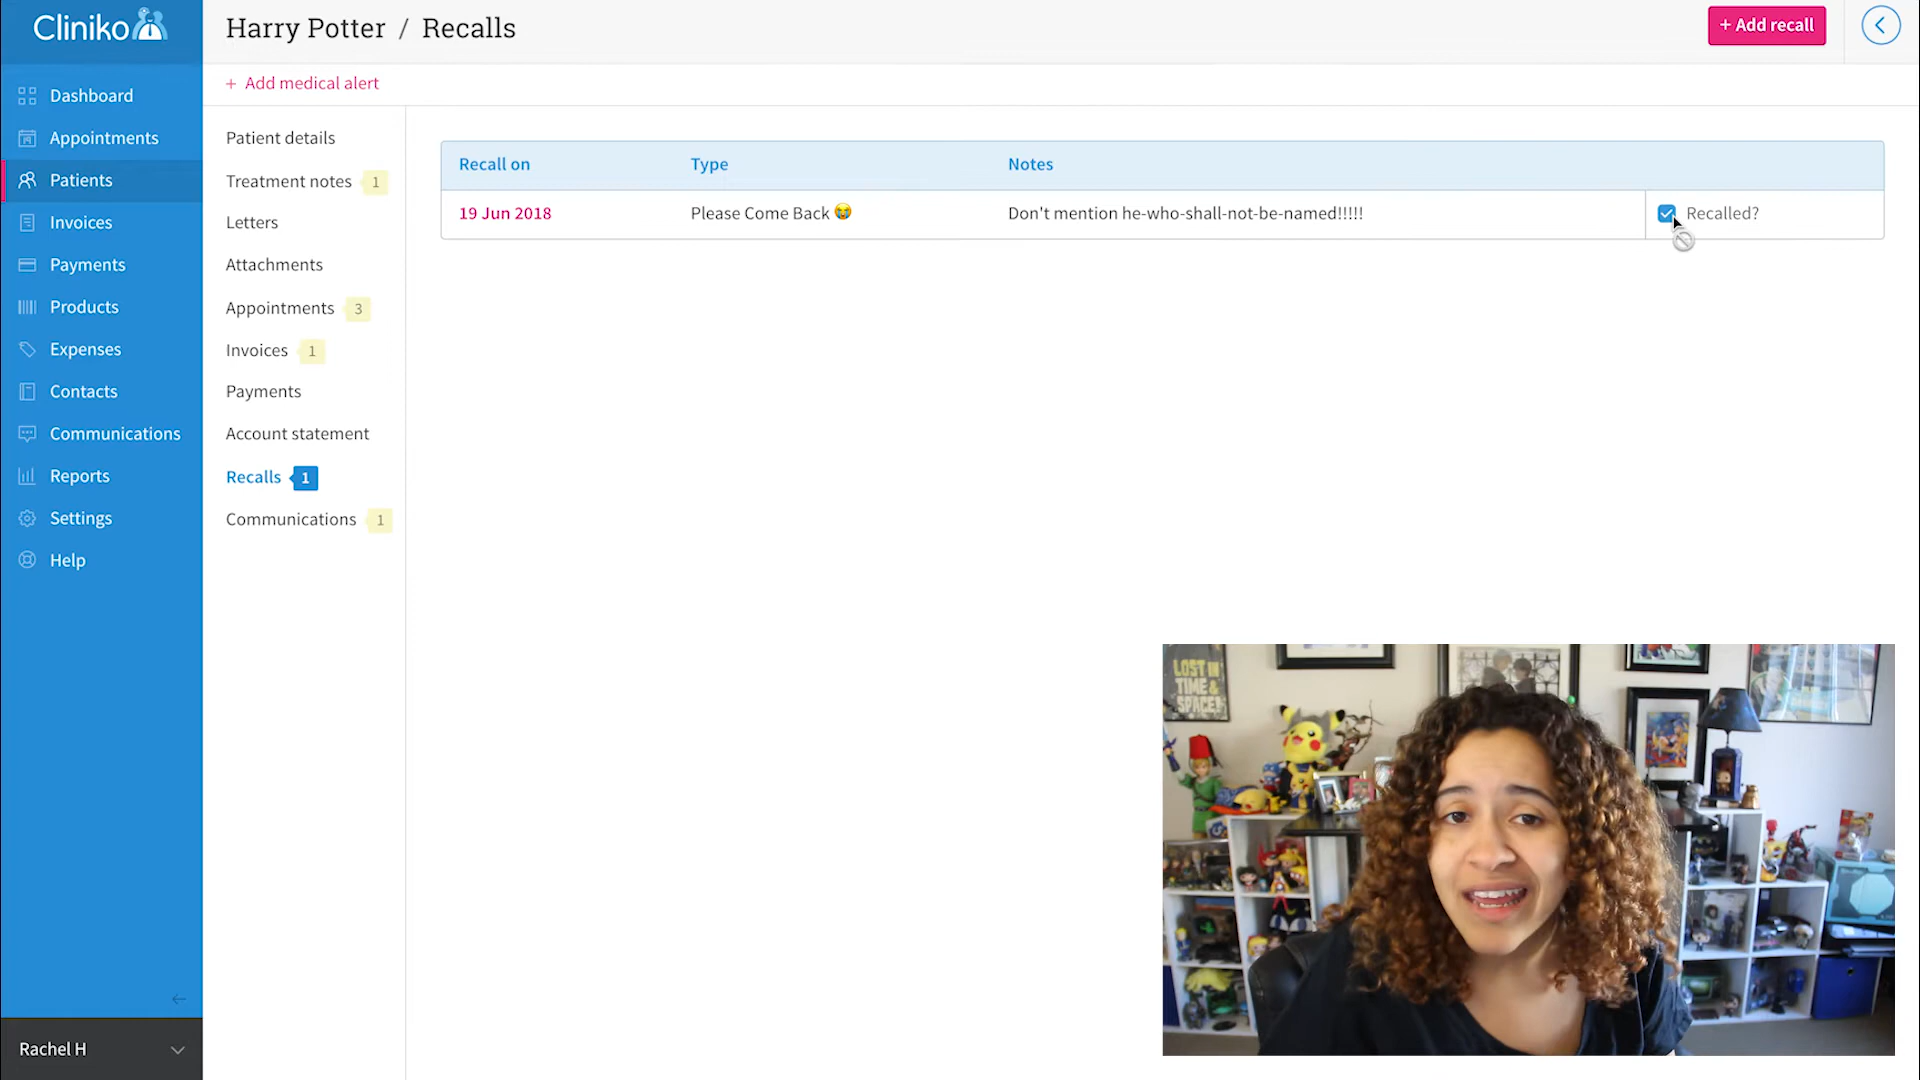 Cliniko
Harry Potter / Recalls
+ Add recall
+ Add medical alert
Dashboard
Appointments
Patients
Invoices
Payments
Products
Expenses
Contacts
Communications
Reports
Settings
Help
Rachel H
Patient details
Treatment notes 1
Letters
Attachments
Appointments 3
Invoices 1
Payments
Account statement
Recalls 1
Communications 1
Recall on Type Notes
19 Jun 2018 Please Come Back 😭 Don't mention he-who-shall-not-be-named!!!!! Recalled?
LOST IN
TIME &
SPACE!